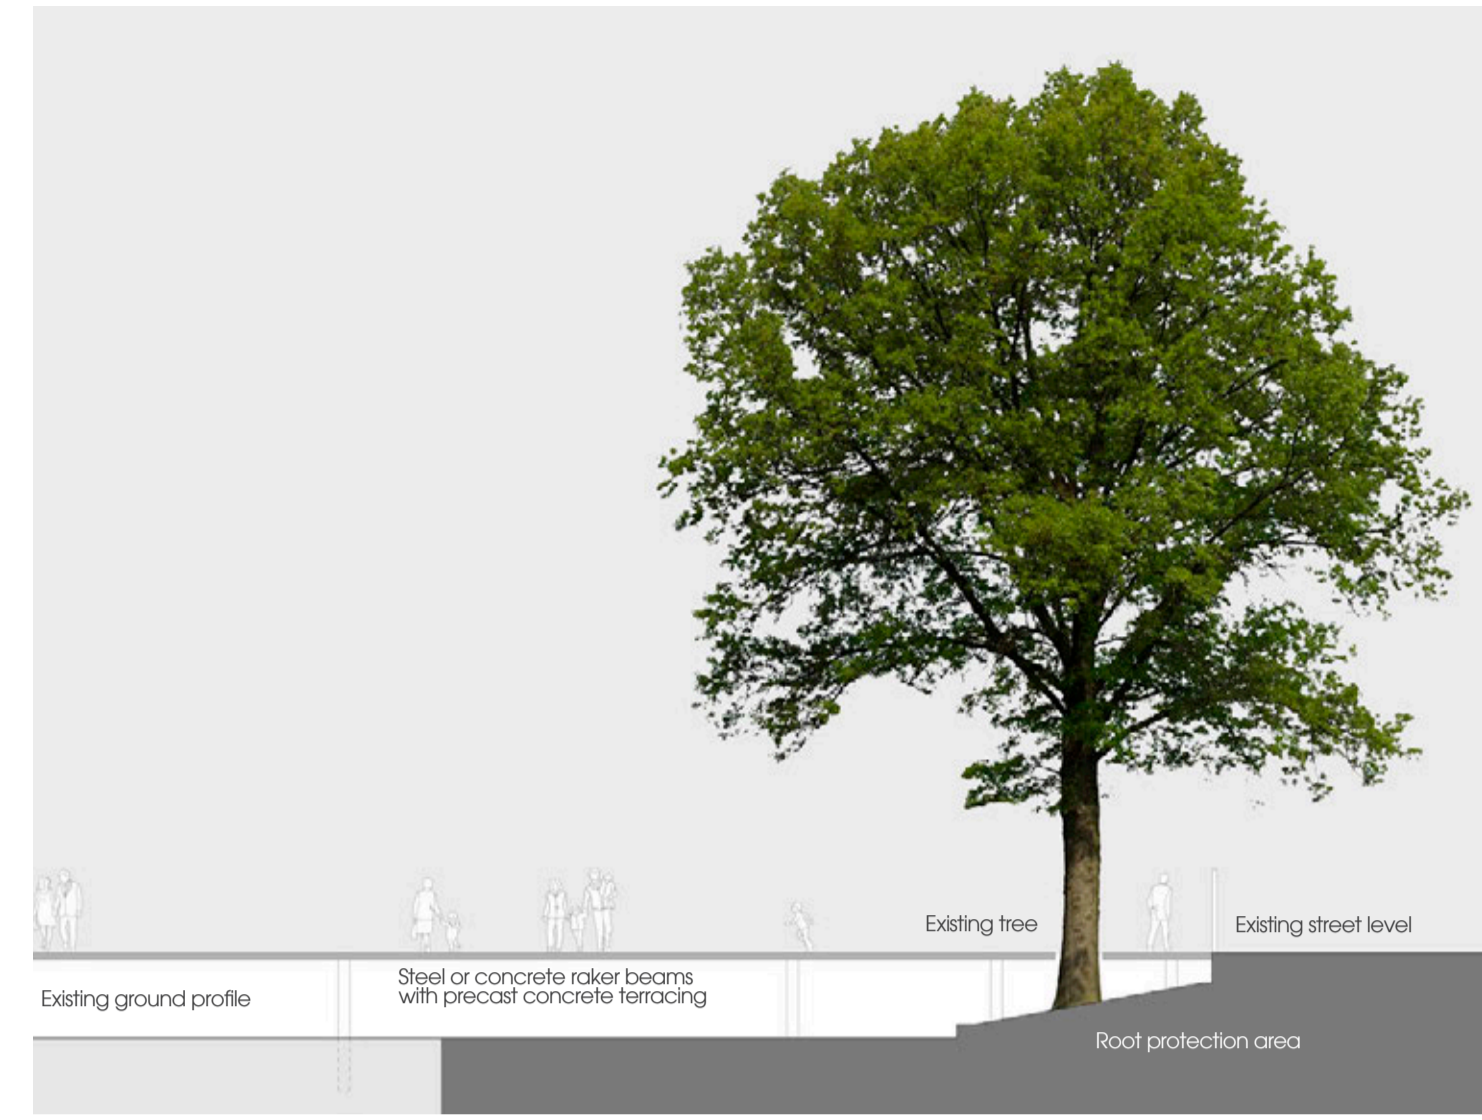 Existing tree
Existing street level
Steel or concrete raker beams
with precast concrete terracing
Existing ground profile
Root protection area